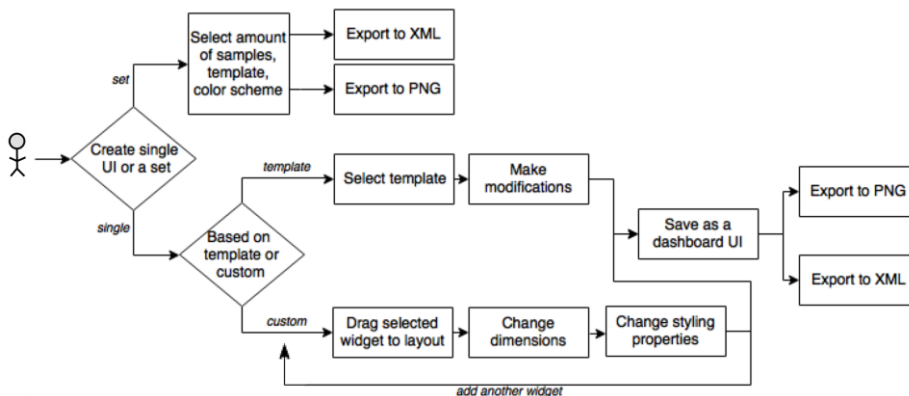 Select amount
of samples,
template,
color scheme
Export to XML
Export to PNG
set
Create single
UI or a set
single
template
Select template
Make
modifications
Based on
template or
custom
Save as a
dashboard UI
Export to PNG
Export to XML
custom
Drag selected
widget to layout
Change
dimensions
Change styling
properties
add another widget